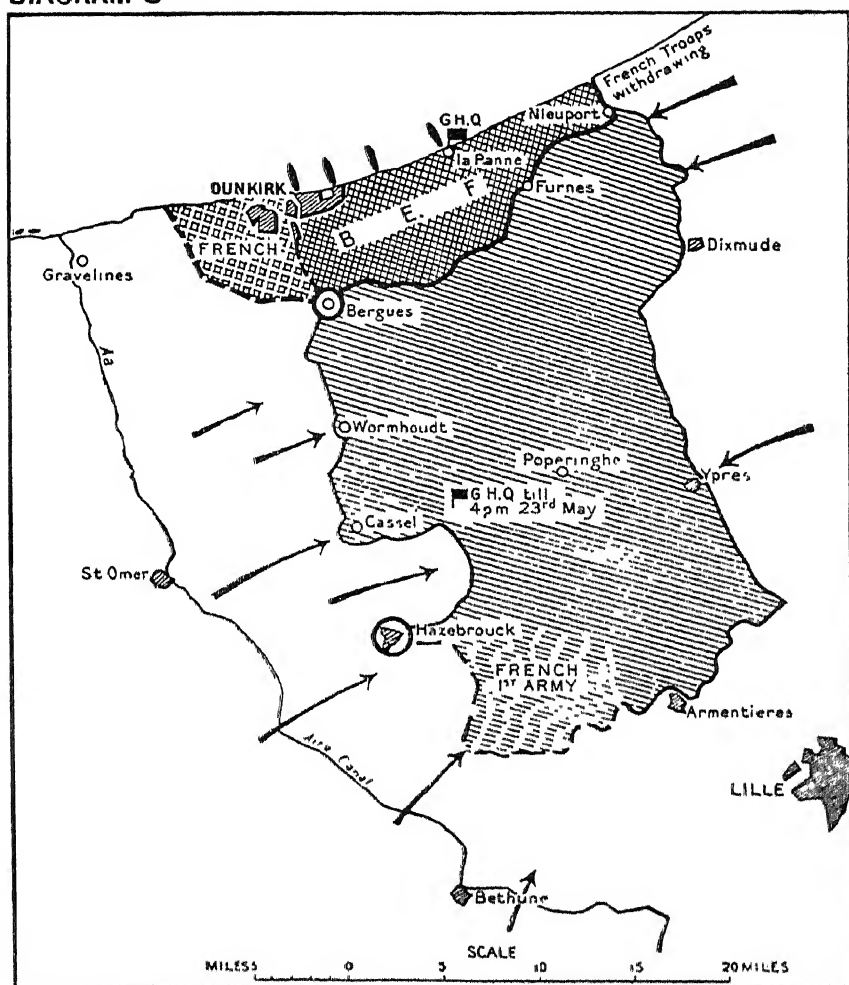 French Troops
withdrawing
G H.Q
Nieuport
la Panne
DUNKIRK
Furnes
B. E. F
FRENCH
Dixmude
Gravelines
Bergues
Aa
Wormhoudt
Poperinghe
Ypres
G H.Q till
4pm 23rd May
Cassel
St Omer
Hazebrouck
FRENCH
1ST ARMY
Armentieres
Aire Canal
LILLE
Bethune
SCALE
MILES 5 0 5 10 15 20 MILES